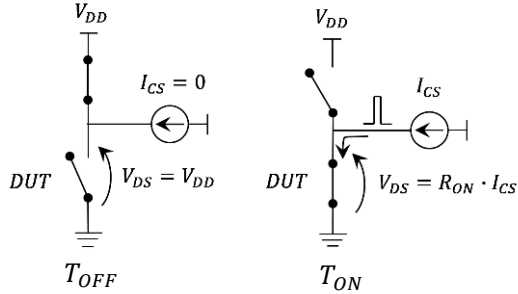 V_DD
I_CS = 0
DUT
V_DS = V_DD
T_OFF
V_DD
I_CS
DUT
V_DS = R_ON · I_CS
T_ON